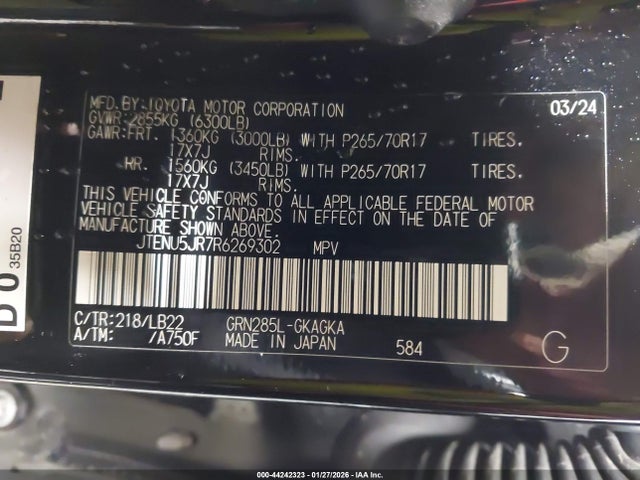 MFD.BY:TOYOTA MOTOR CORPORATION 03/24
GVWR:2855KG (6300LB)
GAWR:FRT. 1360KG (3000LB) WITH P265/70R17 TIRES.
17X7J RIMS.
RR. 1560KG (3450LB) WITH P265/70R17 TIRES.
17X7J RIMS.
THIS VEHICLE CONFORMS TO ALL APPLICABLE FEDERAL MOTOR
VEHICLE SAFETY STANDARDS IN EFFECT ON THE DATE OF
MANUFACTURE SHOWN ABOVE.
JTENU5JR7R6269302 MPV
C/TR:218/LB22 GRN285L-GKAGKA
A/TM: /A750F MADE IN JAPAN 584 G
35B20
000-44242323 | 01/27/2026 - IAA Inc.